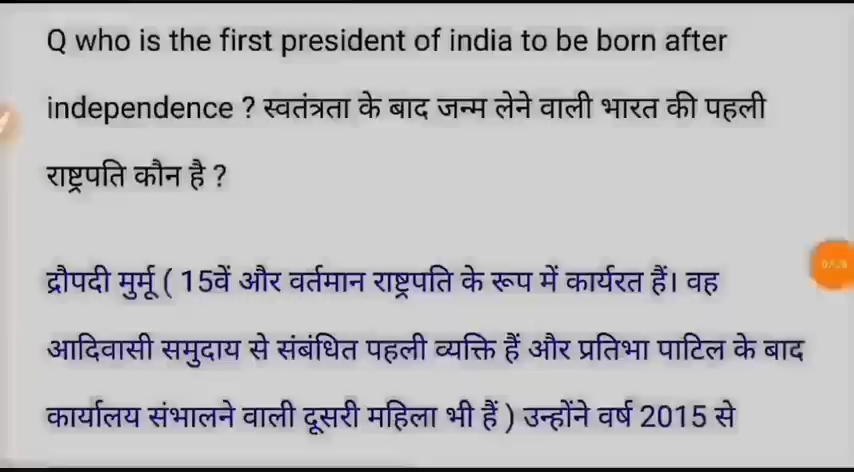 Q who is the first president of india to be born after
independence ? स्वतंत्रता के बाद जन्म लेने वाली भारत की पहली
राष्ट्रपति कौन है ?
द्रौपदी मुर्मू ( 15वें और वर्तमान राष्ट्रपति के रूप में कार्यरत हैं। वह
आदिवासी समुदाय से संबंधित पहली व्यक्ति हैं और प्रतिभा पाटिल के बाद
कार्यालय संभालने वाली दूसरी महिला भी हैं ) उन्होंने वर्ष 2015 से